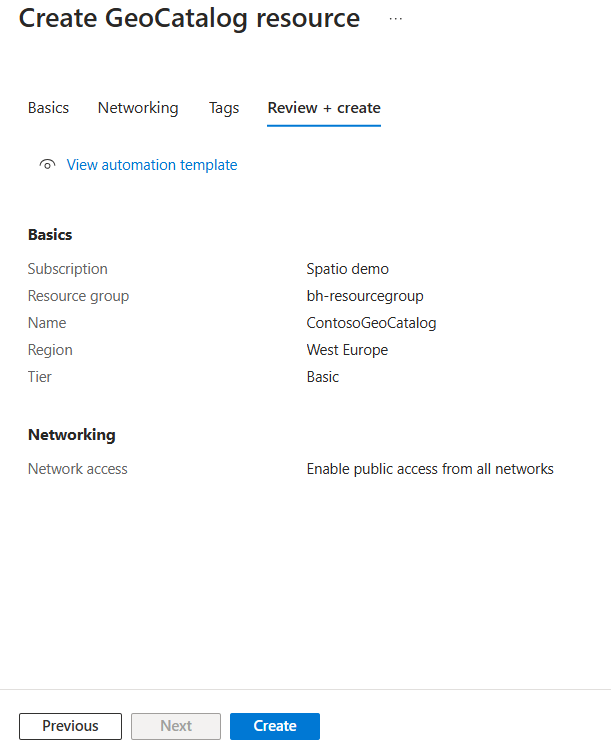 Create GeoCatalog resource ...
Basics Networking Tags Review + create
View automation template
Basics
Subscription Spatio demo
Resource group bh-resourcegroup
Name ContosoGeoCatalog
Region West Europe
Tier Basic
Networking
Network access Enable public access from all networks
Previous Next Create